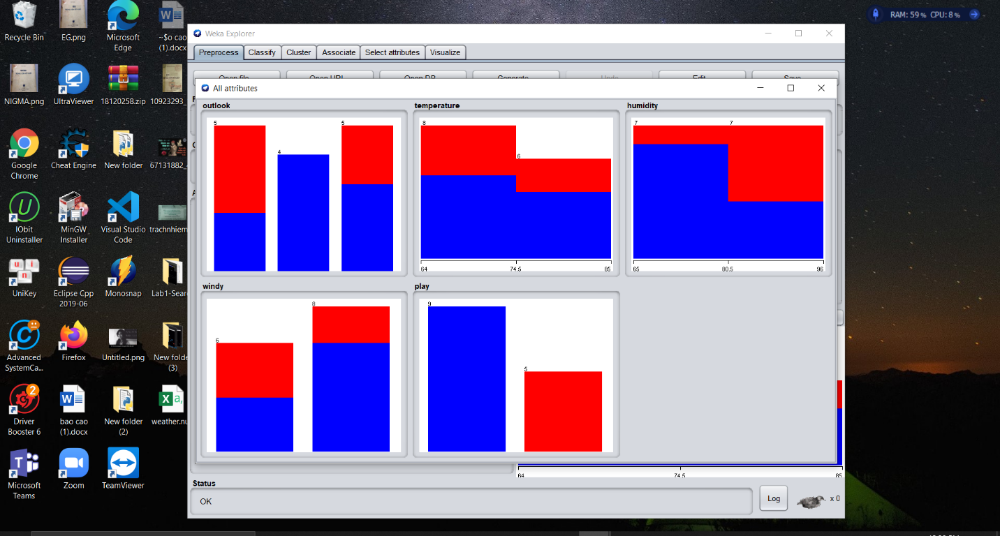 RAM: 59% CPU: 8%
Recycle Bin
EG.png
Microsoft
Edge
~$o cao
(1).docx
NIGMA.png
UltraViewer
18120258.zip
10923293_
Google
Chrome
Cheat Engine
New folder
67131882_
IObit
Uninstaller
MinGW
Installer
Visual Studio
Code
trachnhiem
UniKey
Eclipse Cpp
2019-06
Monosnap
Lab1-Sear
Advanced
SystemCa...
Firefox
Untitled.png
New folde
(3)
2
Driver
Booster 6
bao cao
(1).docx
New folder
(2)
weather.nu
Microsoft
Teams
Zoom
TeamViewer
Weka Explorer
Preprocess Classify Cluster Associate Select attributes Visualize
Open file... Open URL... Open DB... Generate... Undo Edit... Save...
All attributes
outlook
5 4 5
temperature
8 6
64 74.5 85
humidity
7 7
65 80.5 96
windy
6 8
play
9 5
64 74.5 85
Status
OK
Log
x 0